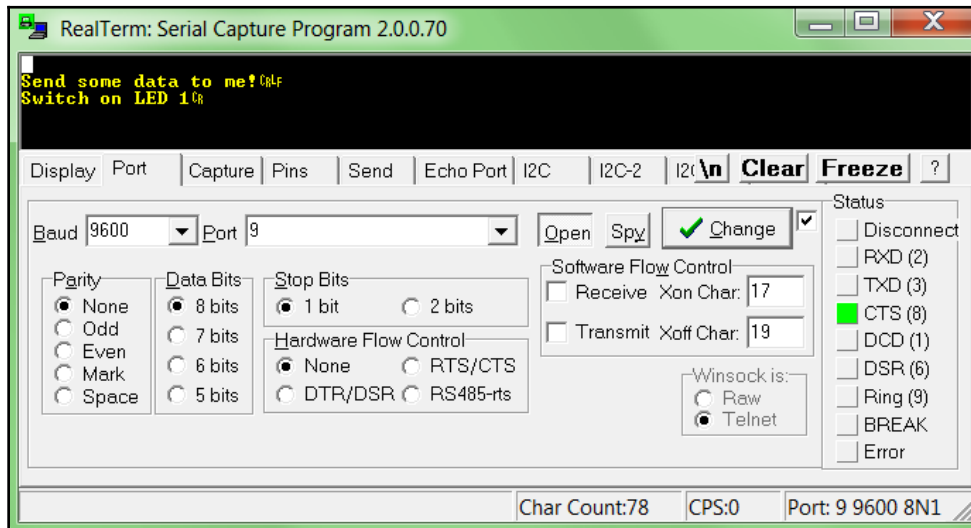 RealTerm: Serial Capture Program 2.0.0.70
Send some data to me!CRLF
Switch on LED 1CR
Display Port Capture Pins Send Echo Port I2C I2C-2 I2C \n Clear Freeze ?
Baud 9600 Port 9 Open Spy Change
Status
Disconnect
RXD (2)
TXD (3)
CTS (8)
DCD (1)
DSR (6)
Ring (9)
BREAK
Error
Parity
None
Odd
Even
Mark
Space
Data Bits
8 bits
7 bits
6 bits
5 bits
Stop Bits
1 bit 2 bits
Hardware Flow Control
None RTS/CTS
DTR/DSR RS485-rts
Software Flow Control
Receive Xon Char: 17
Transmit Xoff Char: 19
Winsock is:
Raw
Telnet
Char Count:78 CPS:0 Port: 9 9600 8N1